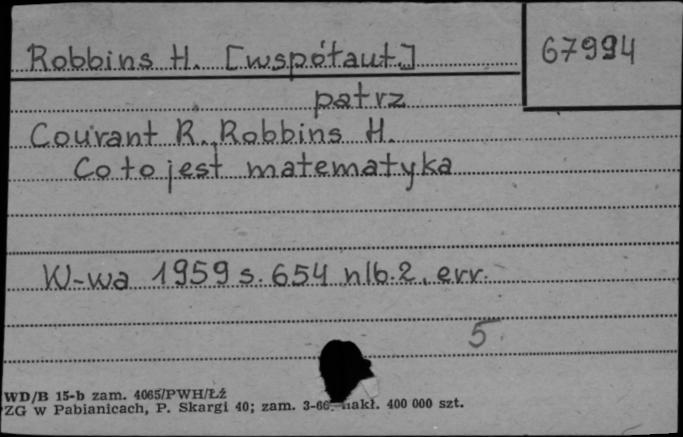 Robbins H. [współaut.]
67994
patrz
Courant R., Robbins H.
Co to jest matematyka
W-wa 1959 s. 654 nlb. 2, err.
5
WD/B 15-b zam. 4065/PWH/Łź
ZG w Pabianicach, P. Skargi 40; zam. 3-66 nakł. 400 000 szt.